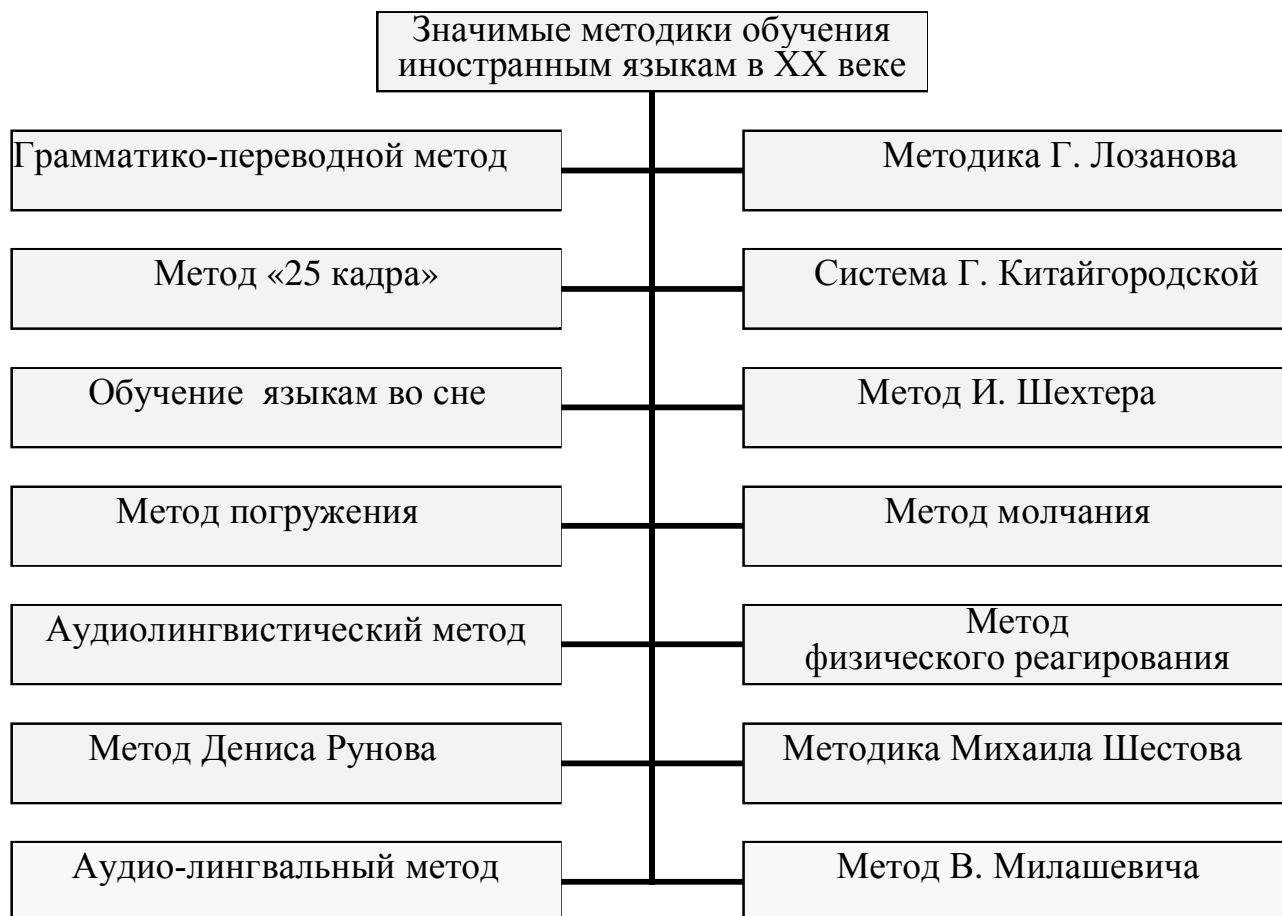 Значимые методики обучения
иностранным языкам в XX веке
Грамматико-переводной метод
Методика Г. Лозанова
Метод «25 кадра»
Система Г. Китайгородской
Обучение языкам во сне
Метод И. Шехтера
Метод погружения
Метод молчания
Аудиолингвистический метод
Метод
физического реагирования
Метод Дениса Рунова
Методика Михаила Шестова
Аудио-лингвальный метод
Метод В. Милашевича